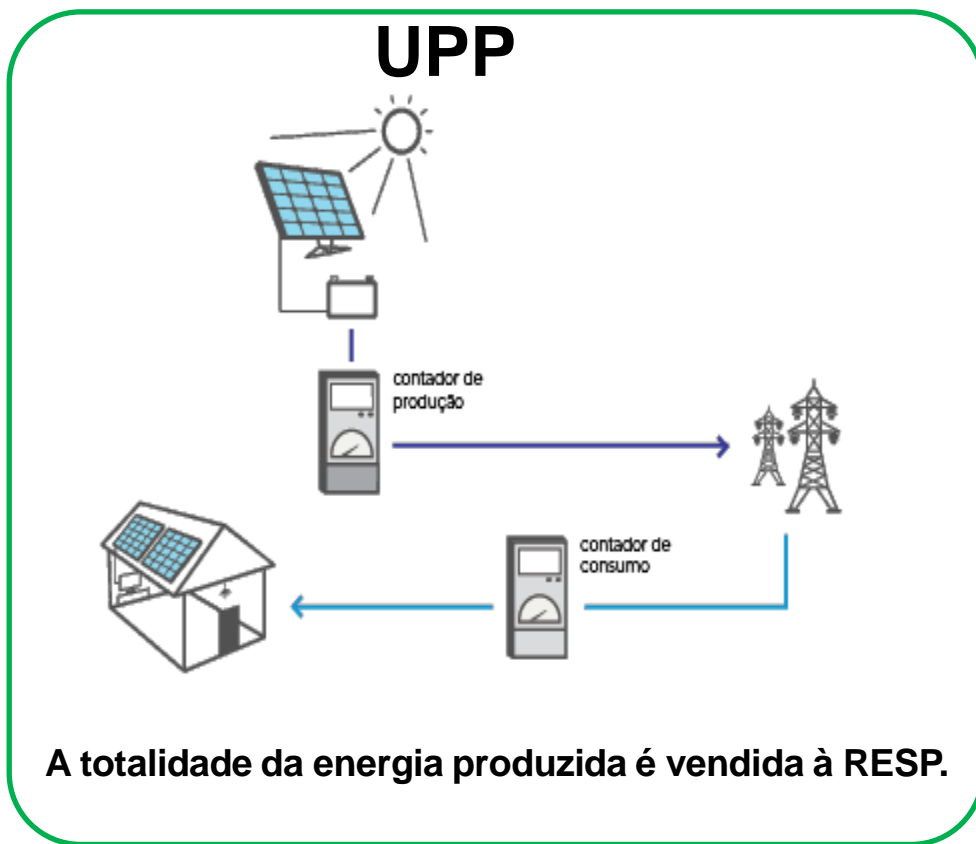 UPP
contador de
produção
contador de
consumo
A totalidade da energia produzida é vendida à RESP.